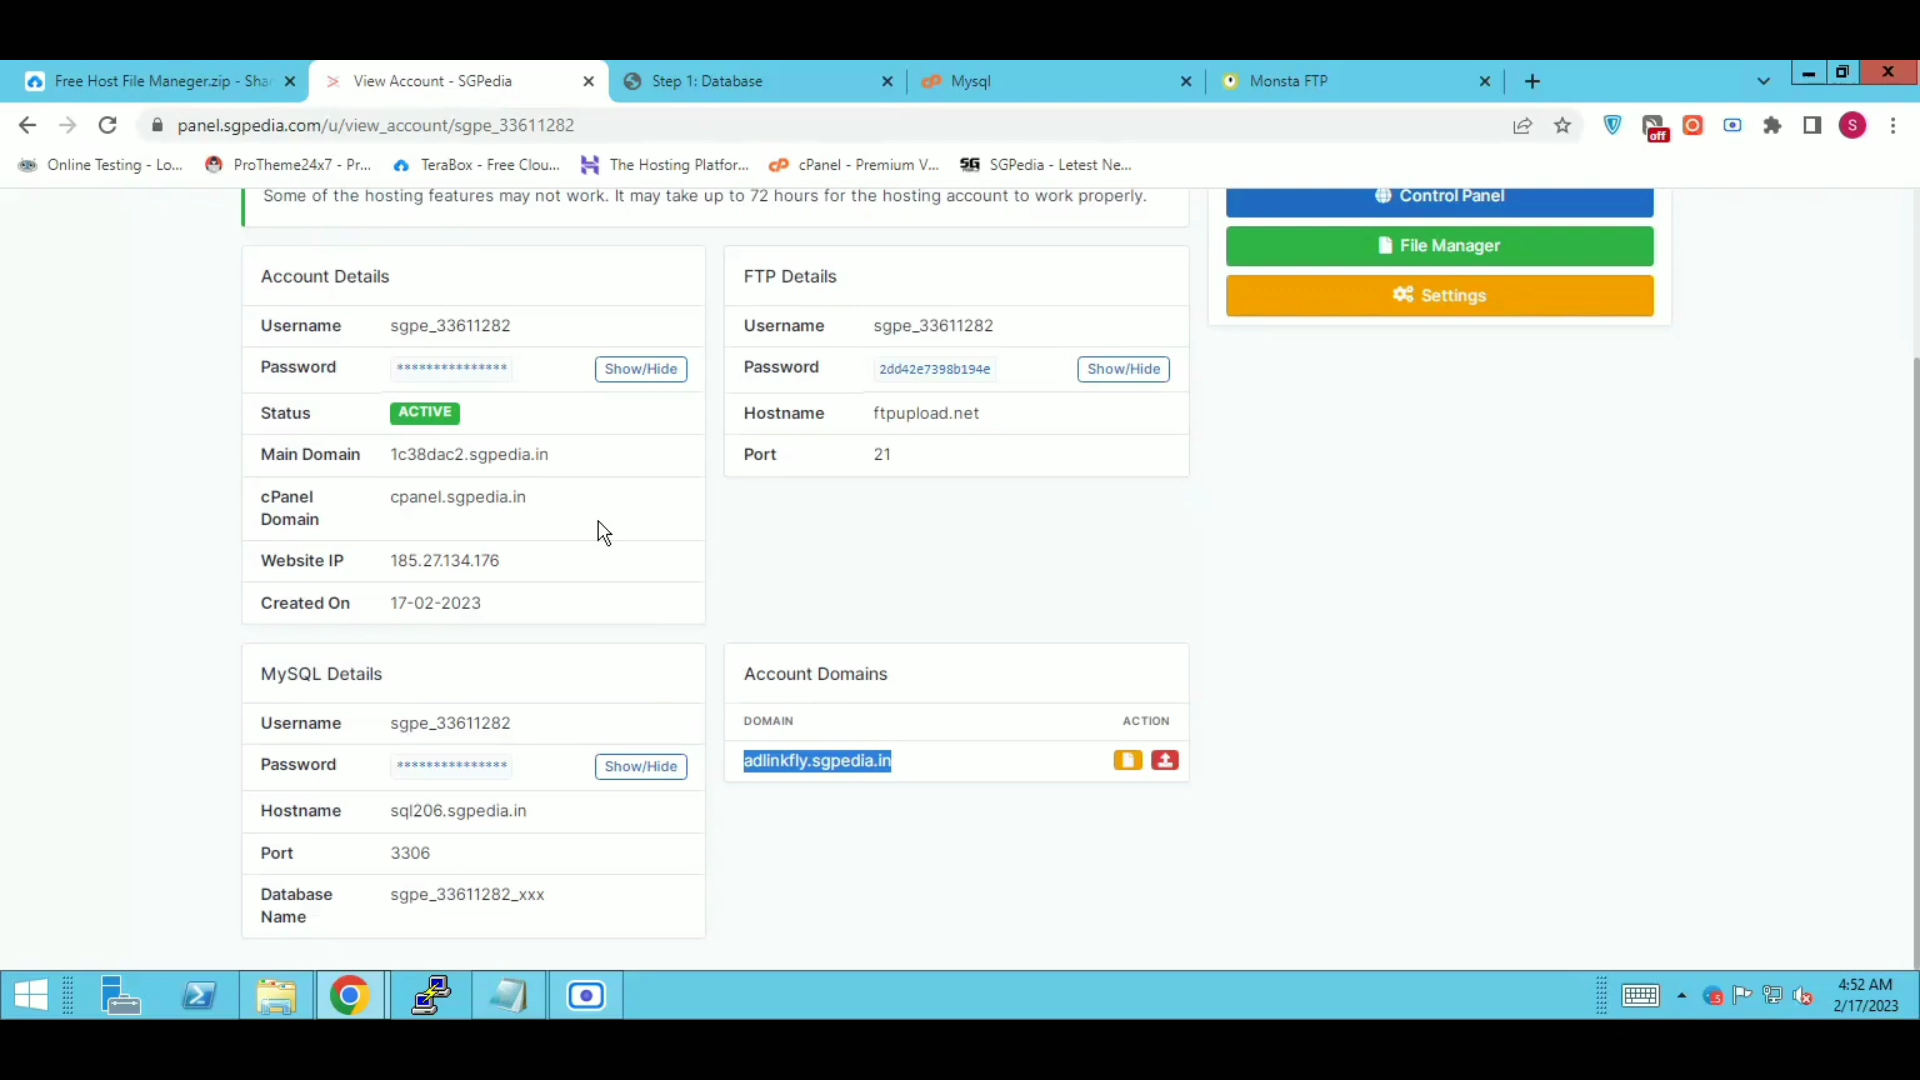 Free Host File Maneger.zip - Sha
View Account - SGPedia
Step 1: Database
Mysql
Monsta FTP
panel.sgpedia.com/u/view_account/sgpe_33611282
off
S
Online Testing - Lo...
ProTheme24x7 - Pr...
TeraBox - Free Clou...
The Hosting Platfor...
cPanel - Premium V...
SGPedia - Letest Ne...
Some of the hosting features may not work. It may take up to 72 hours for the hosting account to work properly.
Control Panel
File Manager
Settings
Account Details
Username sgpe_33611282
Password *************** Show/Hide
Status ACTIVE
Main Domain 1c38dac2.sgpedia.in
cPanel
Domain
cpanel.sgpedia.in
Website IP 185.27.134.176
Created On 17-02-2023
FTP Details
Username sgpe_33611282
Password 2dd42e7398b194e Show/Hide
Hostname ftpupload.net
Port 21
MySQL Details
Username sgpe_33611282
Password *************** Show/Hide
Hostname sql206.sgpedia.in
Port 3306
Database
Name
sgpe_33611282_xxx
Account Domains
DOMAIN ACTION
adlinkfly.sgpedia.in
4:52 AM
2/17/2023